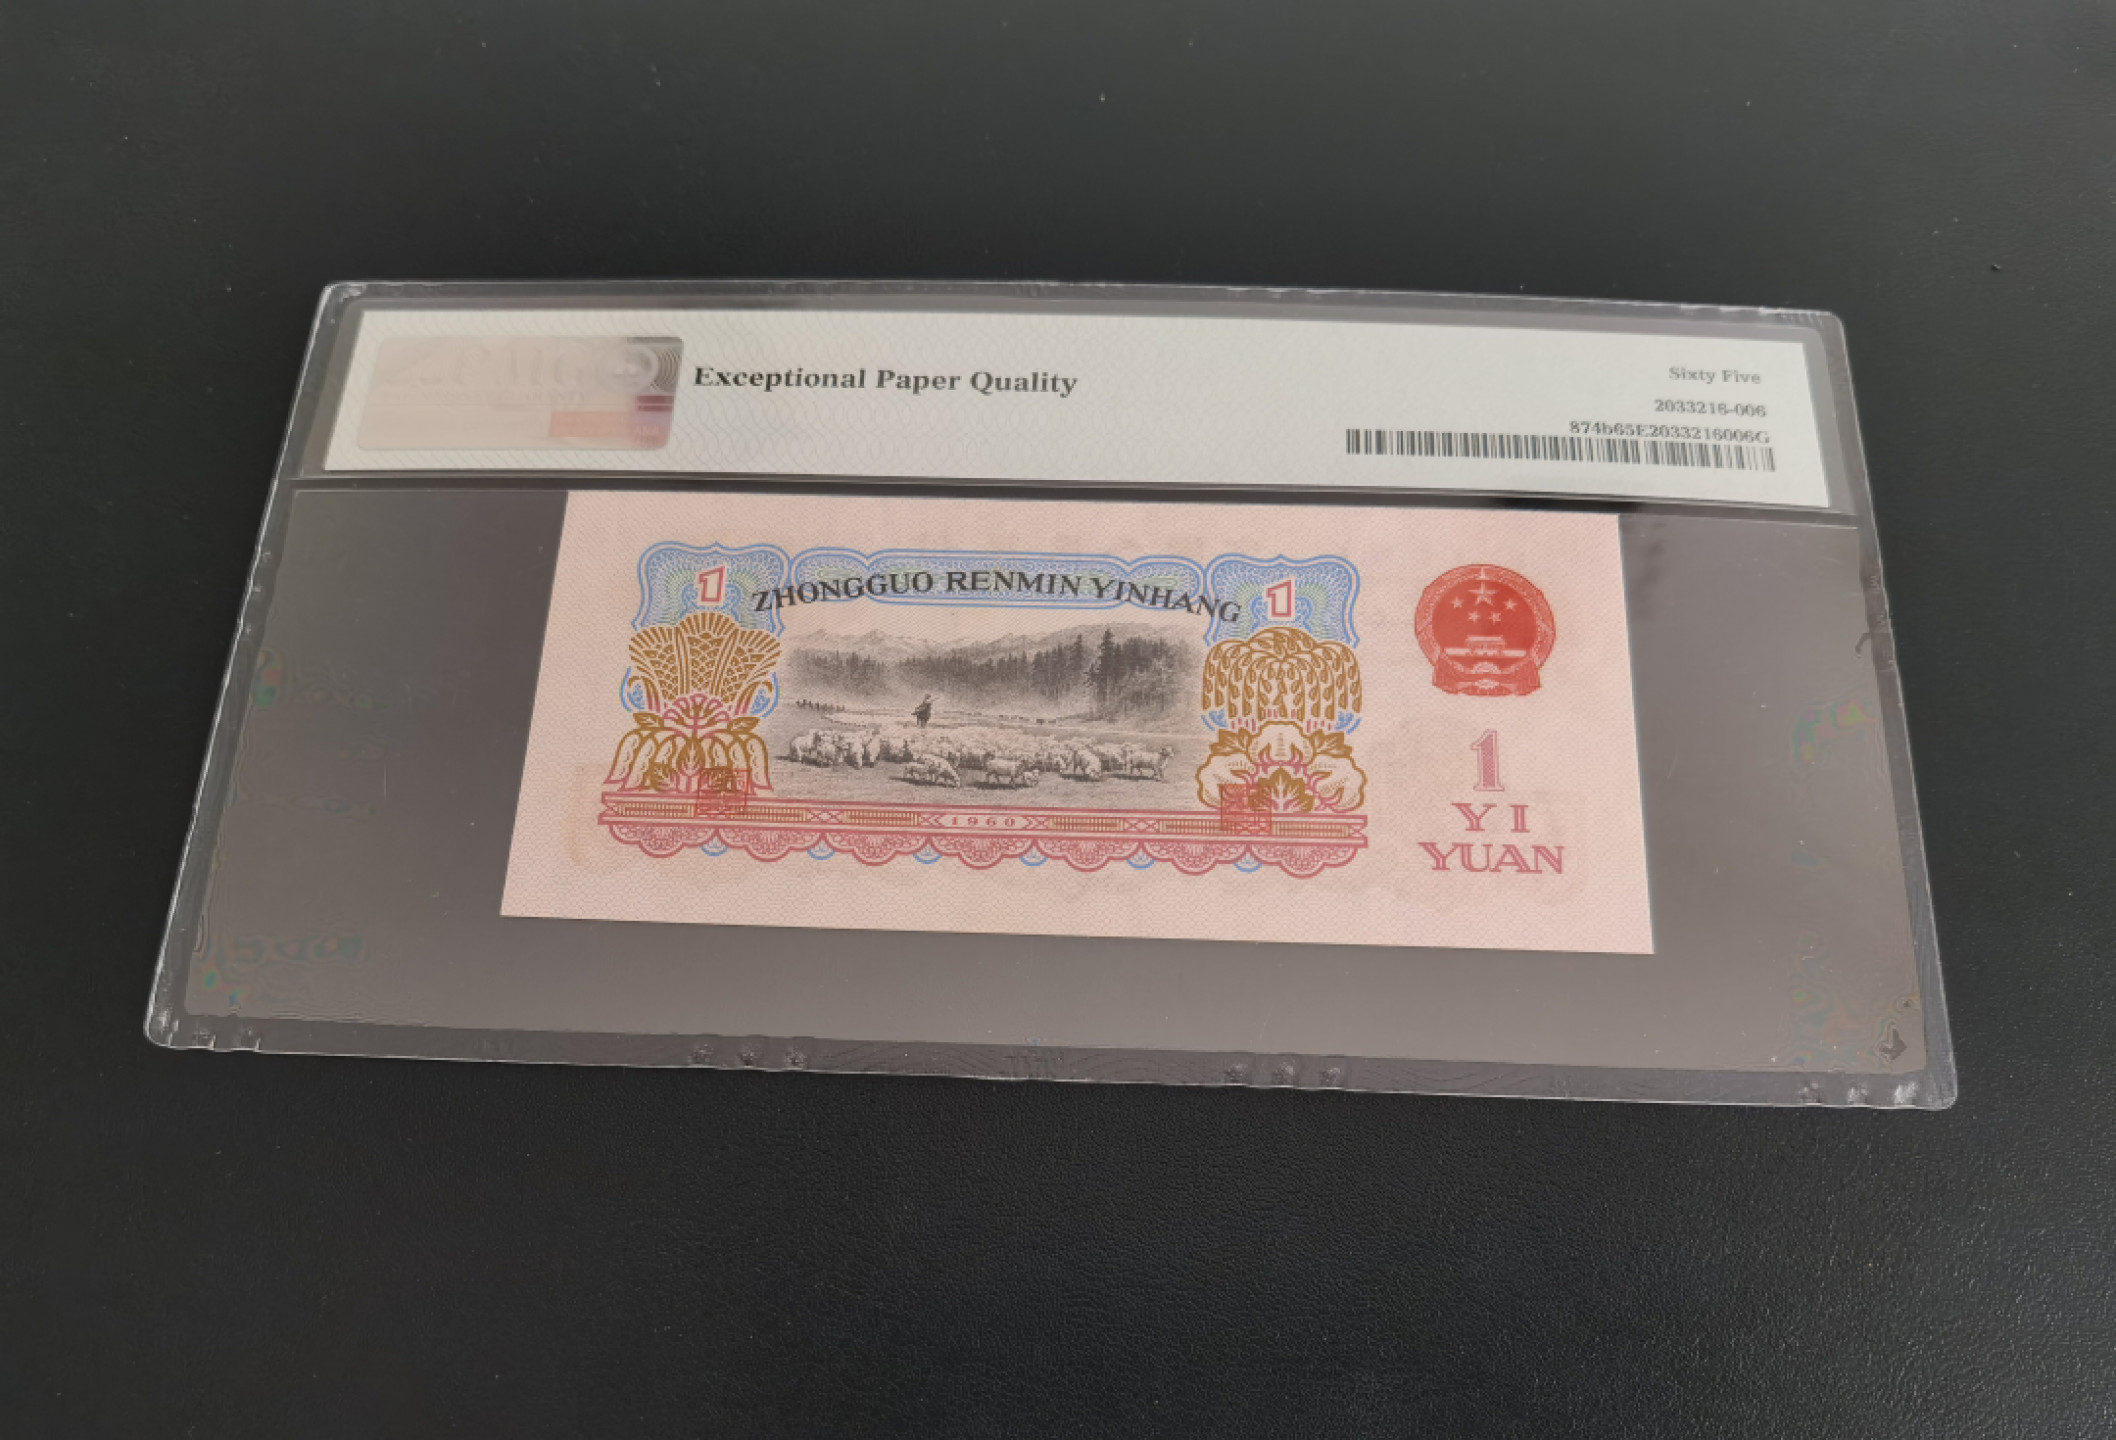 Exceptional Paper Quality
Sixty Five
2033216-006
874b65E2033216006G
1
ZHONGGUO RENMIN YINHANG
1
1960
1
YI
YUAN